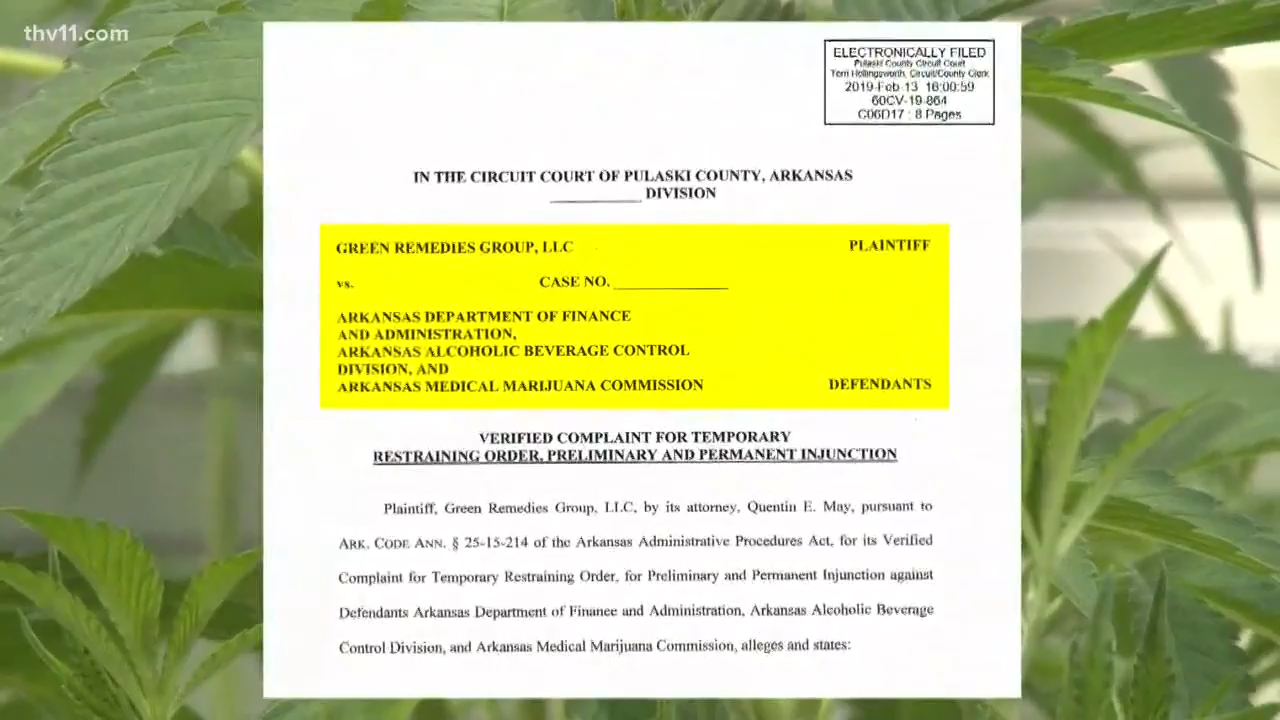 thv11.com
ELECTRONICALLY FILED
Pulaski County Circuit Court
Terri Hollingsworth, Circuit/County Clerk
2019-Feb-13 16:00:59
60CV-19-864
C06D17 : 8 Pages
IN THE CIRCUIT COURT OF PULASKI COUNTY, ARKANSAS
__________ DIVISION
GREEN REMEDIES GROUP, LLC PLAINTIFF
vs. CASE NO. _____________
ARKANSAS DEPARTMENT OF FINANCE
AND ADMINISTRATION,
ARKANSAS ALCOHOLIC BEVERAGE CONTROL
DIVISION, AND
ARKANSAS MEDICAL MARIJUANA COMMISSION DEFENDANTS
VERIFIED COMPLAINT FOR TEMPORARY
RESTRAINING ORDER, PRELIMINARY AND PERMANENT INJUNCTION
Plaintiff, Green Remedies Group, LLC, by its attorney, Quentin E. May, pursuant to
ARK. CODE ANN. § 25-15-214 of the Arkansas Administrative Procedures Act, for its Verified
Complaint for Temporary Restraining Order, for Preliminary and Permanent Injunction against
Defendants Arkansas Department of Finance and Administration, Arkansas Alcoholic Beverage
Control Division, and Arkansas Medical Marijuana Commission, alleges and states: